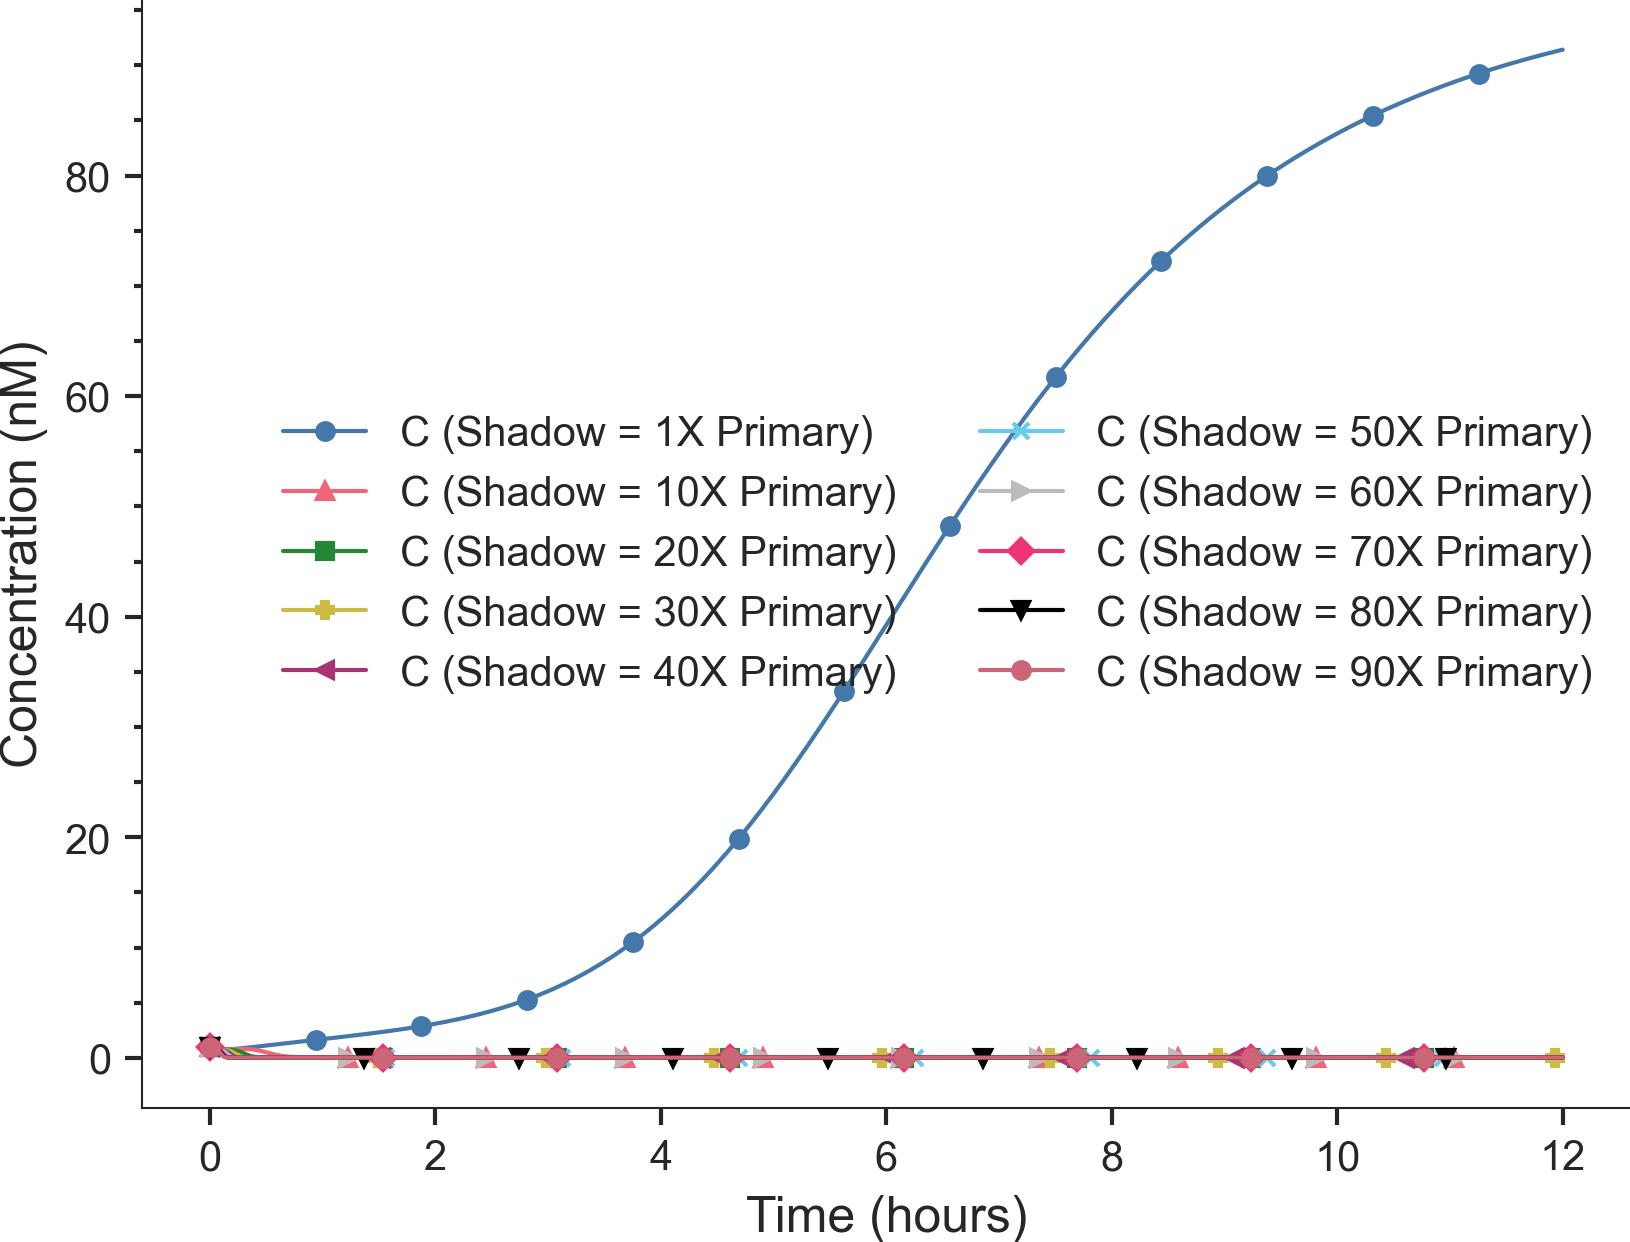 Concentration (nM)
80
60
40
20
0
C (Shadow = 1X Primary)
C (Shadow = 10X Primary)
C (Shadow = 20X Primary)
C (Shadow = 30X Primary)
C (Shadow = 40X Primary)
C (Shadow = 50X Primary)
C (Shadow = 60X Primary)
C (Shadow = 70X Primary)
C (Shadow = 80X Primary)
C (Shadow = 90X Primary)
0 2 4 6 8 10 12
Time (hours)